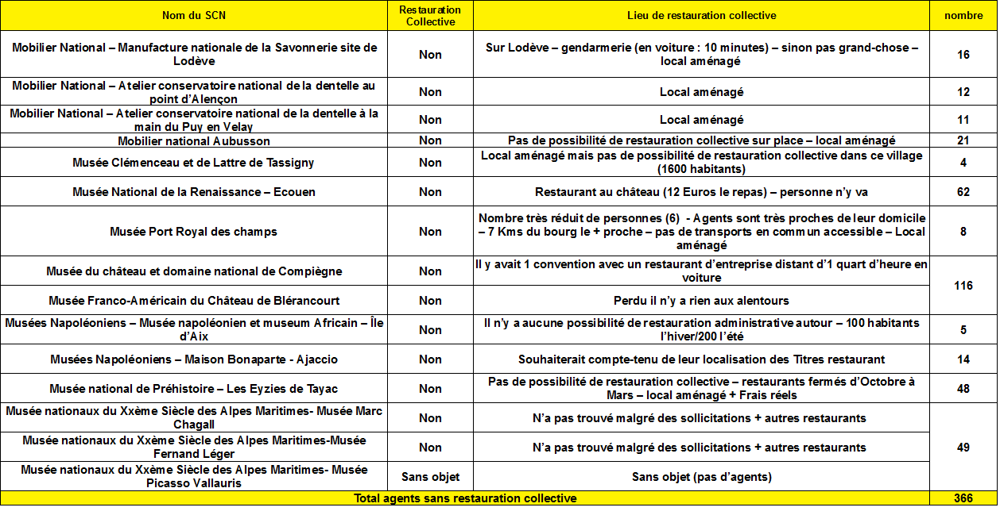 Nom du SCN
Restauration
Collective
Lieu de restauration collective
nombre
Mobilier National – Manufacture nationale de la Savonnerie site de
Lodève
Non
Sur Lodève – gendarmerie (en voiture : 10 minutes) – sinon pas grand-chose –
local aménagé
16
Mobilier National – Atelier conservatoire national de la dentelle au
point d’Alençon
Non
Local aménagé
12
Mobilier National – Atelier conservatoire national de la dentelle à la
main du Puy en Velay
Non
Local aménagé
11
Mobilier national Aubusson
Non
Pas de possibilité de restauration collective sur place – local aménagé
21
Musée Clémenceau et de Lattre de Tassigny
Non
Local aménagé mais pas de possibilité de restauration collective dans ce village
(1600 habitants)
4
Musée National de la Renaissance – Ecouen
Non
Restaurant au château (12 Euros le repas) – personne n’y va
62
Musée Port Royal des champs
Non
Nombre très réduit de personnes (6) - Agents sont très proches de leur domicile
– 7 Kms du bourg le + proche – pas de transports en commun accessible – Local
aménagé
8
Musée du château et domaine national de Compiègne
Non
Il y avait 1 convention avec un restaurant d’entreprise distant d’1 quart d’heure en
voiture
116
Musée Franco-Américain du Château de Blérancourt
Non
Perdu il n’y a rien aux alentours
Musées Napoléoniens – Musée napoléonien et museum Africain – Île
d’Aix
Non
Il n’y a aucune possibilité de restauration administrative autour – 100 habitants
l’hiver/200 l’été
5
Musées Napoléoniens – Maison Bonaparte - Ajaccio
Non
Souhaiterait compte-tenu de leur localisation des Titres restaurant
14
Musée national de Préhistoire – Les Eyzies de Tayac
Non
Pas de possibilité de restauration collective – restaurants fermés d’Octobre à
Mars – local aménagé + Frais réels
48
Musée nationaux du Xxème Siècle des Alpes Maritimes- Musée Marc
Chagall
Non
N’a pas trouvé malgré des sollicitations + autres restaurants
Musée nationaux du Xxème Siècle des Alpes Maritimes-Musée
Fernand Léger
Non
N’a pas trouvé malgré des sollicitations + autres restaurants
49
Musée nationaux du Xxème Siècle des Alpes Maritimes- Musée
Picasso Vallauris
Sans objet
Sans objet (pas d’agents)
Total agents sans restauration collective
366